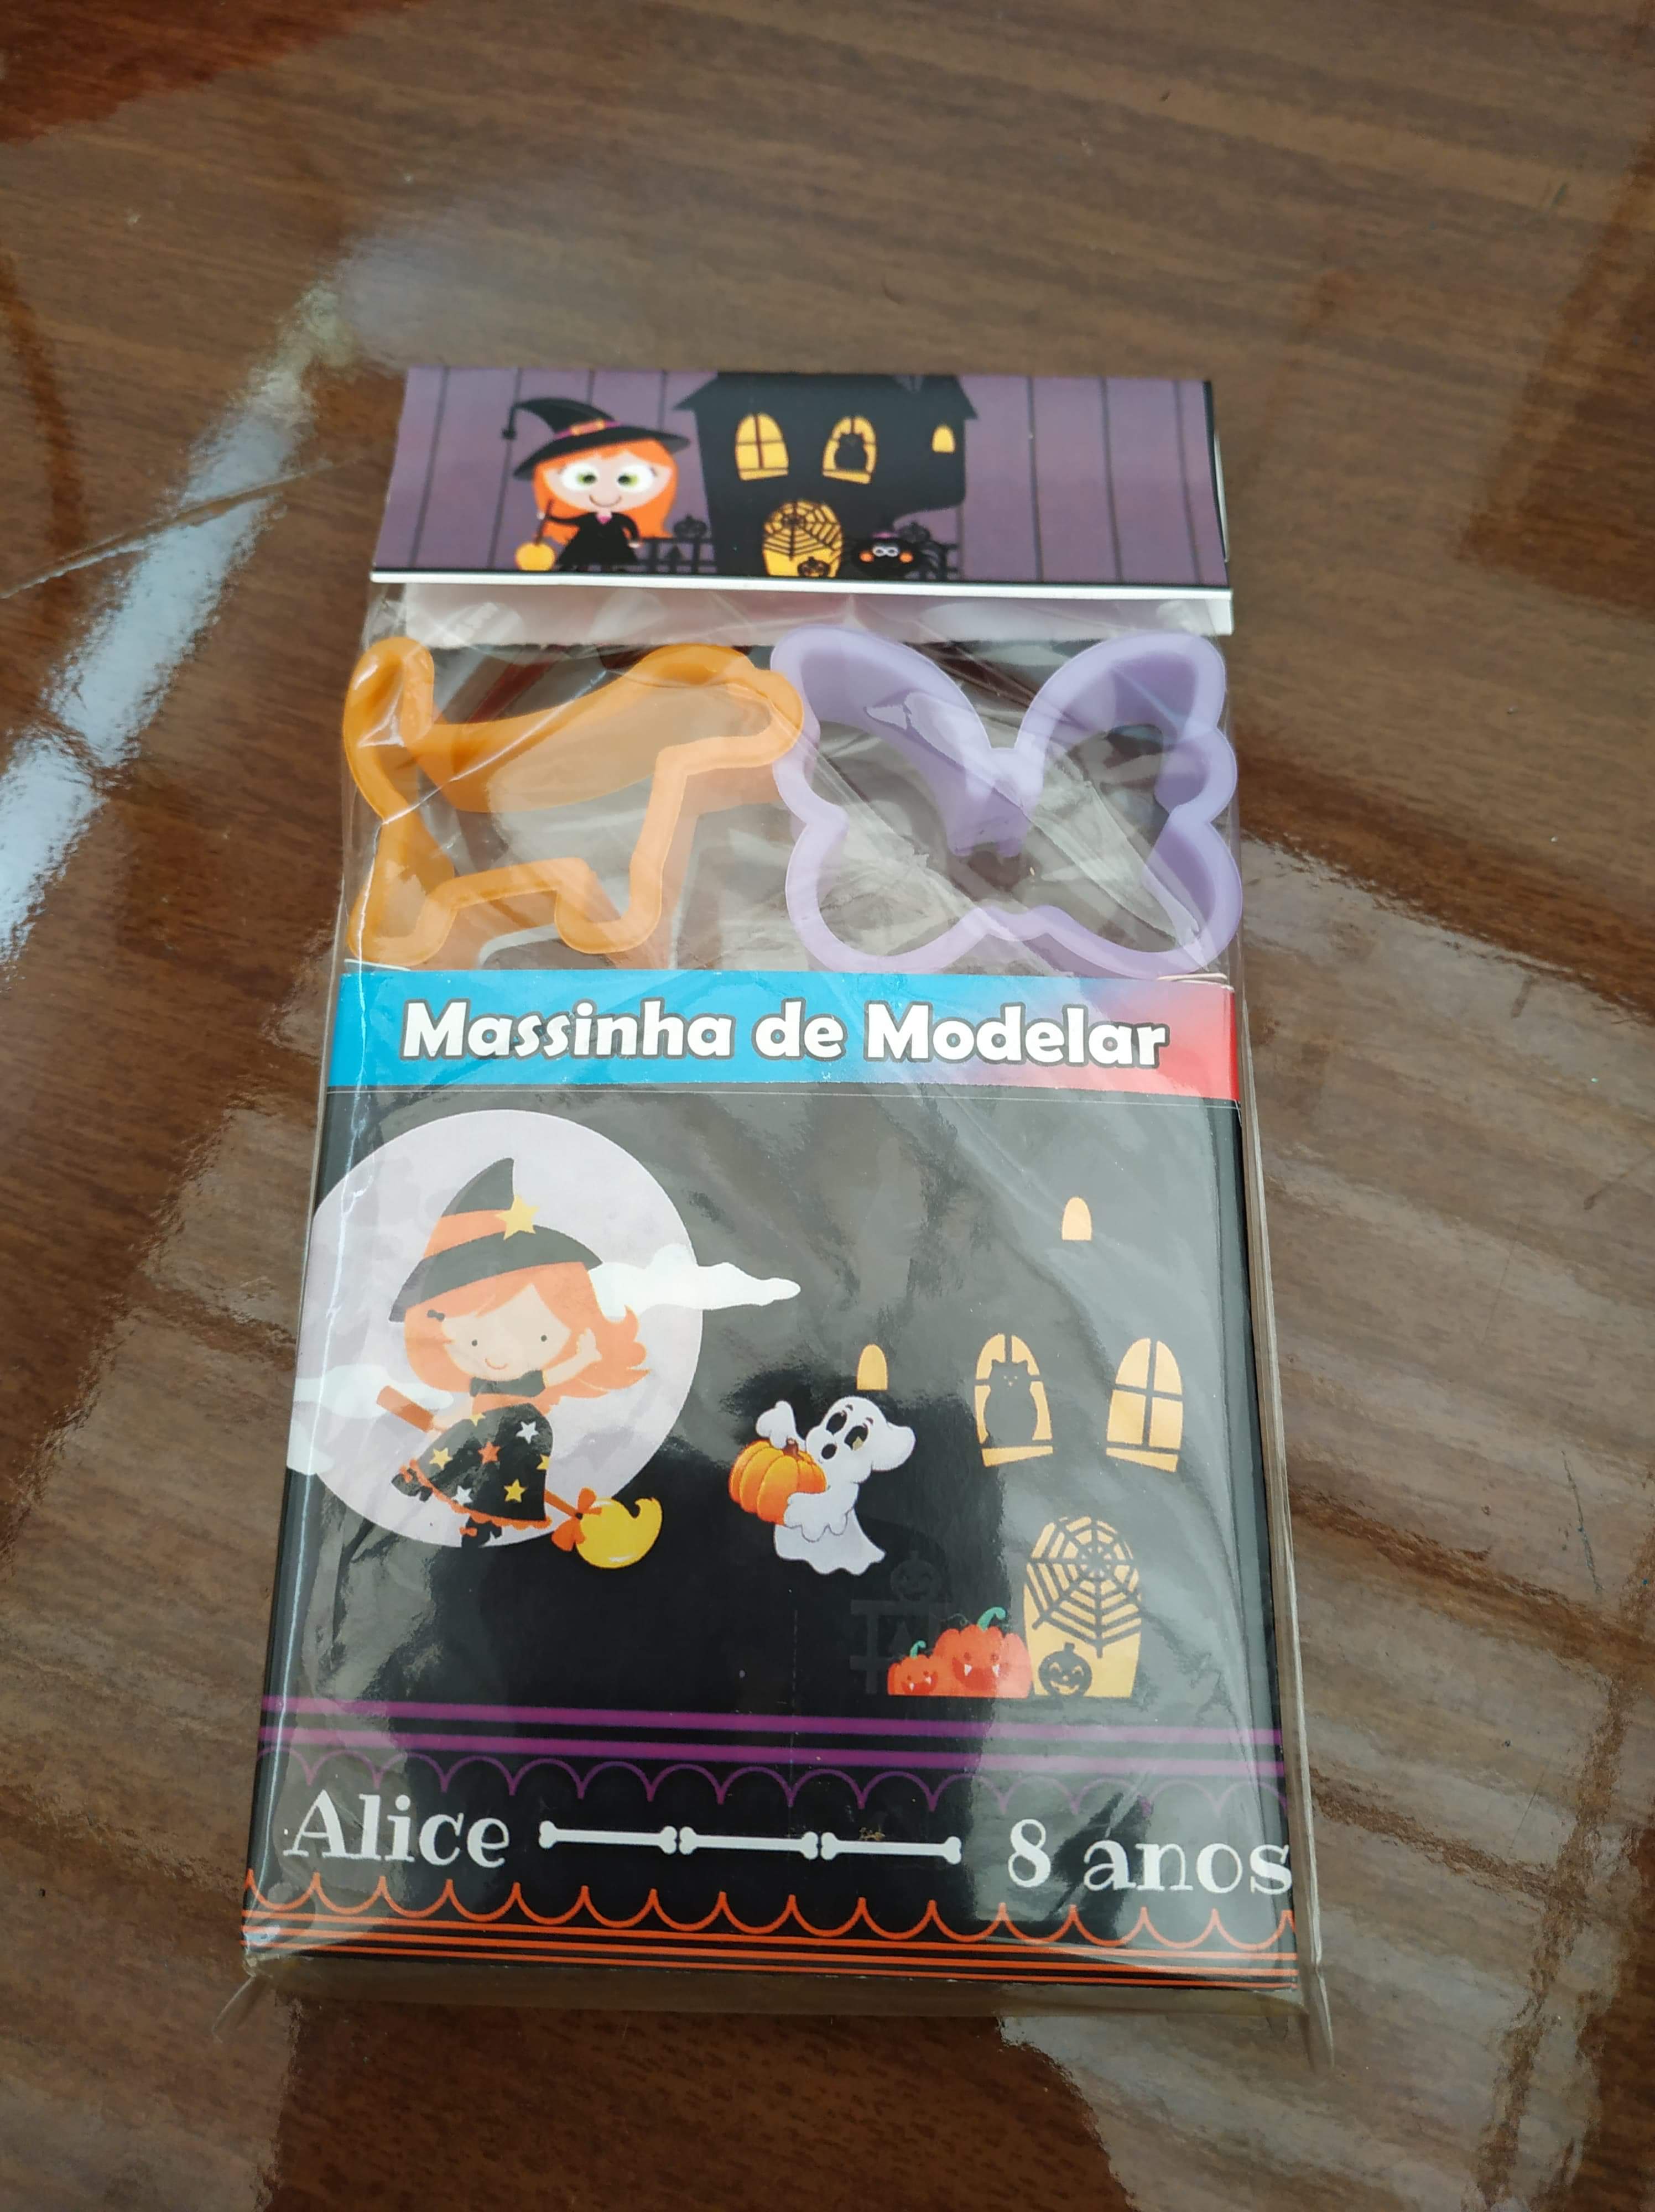 Massinha de Modelar
Alice 8 anos